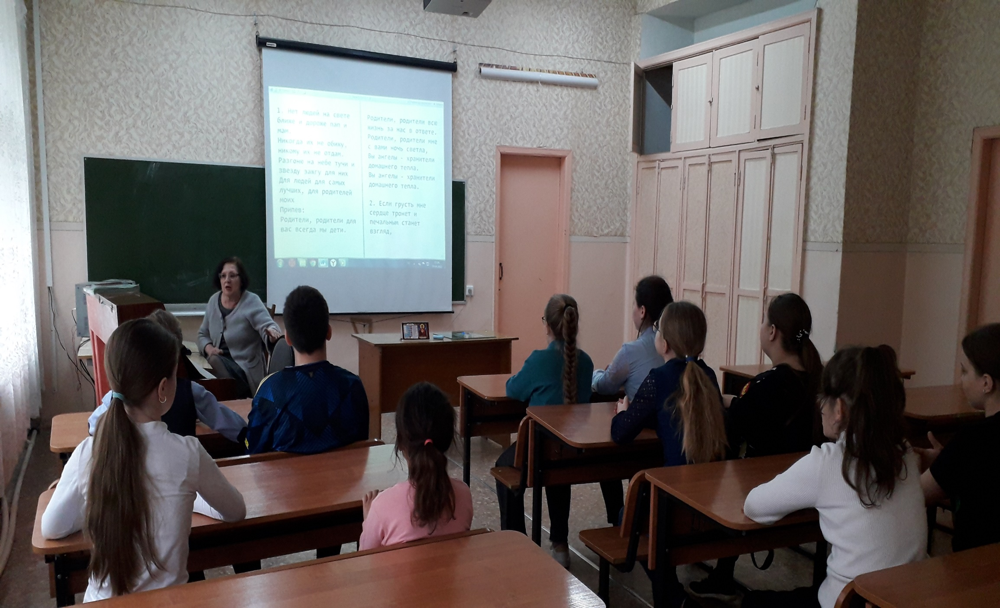 1. Нет людей на свете
ближе и дороже пап и
мам.
Никогда их не обижу,
никому их не отдам.
Разгоню на небе тучи и
звезду зажгу для них
Для людей для самых
лучших, для родителей
моих
Припев:
Родители, родители для
вас всегда мы дети.
Родители, родители всю
жизнь за нас в ответе.
Родители, родители мне
с вами ночь светла,
Вы ангелы - хранители
домашнего тепла.
Вы ангелы - хранители
домашнего тепла.
2. Если грусть мне
сердце тронет и
печальным станет
взгляд,